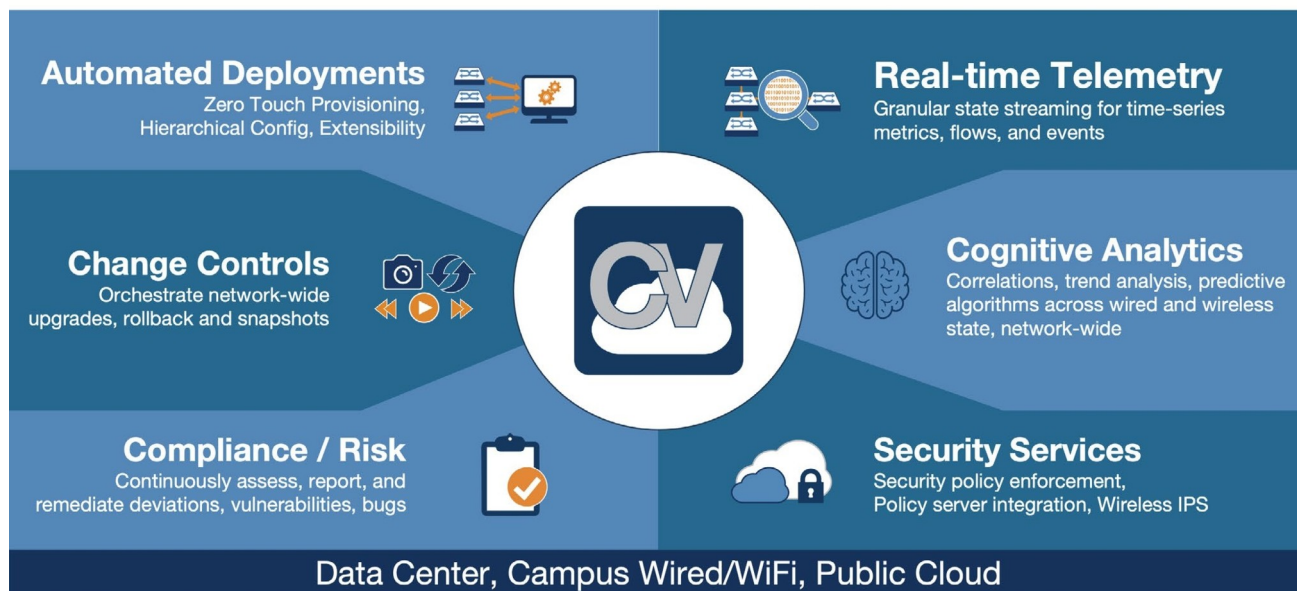 Automated Deployments
Zero Touch Provisioning,
Hierarchical Config, Extensibility
Real-time Telemetry
Granular state streaming for time-series
metrics, flows, and events
Change Controls
Orchestrate network-wide
upgrades, rollback and snapshots
CV
Cognitive Analytics
Correlations, trend analysis, predictive
algorithms across wired and wireless
state, network-wide
Compliance / Risk
Continuously assess, report, and
remediate deviations, vulnerabilities, bugs
Security Services
Security policy enforcement,
Policy server integration, Wireless IPS
Data Center, Campus Wired/WiFi, Public Cloud